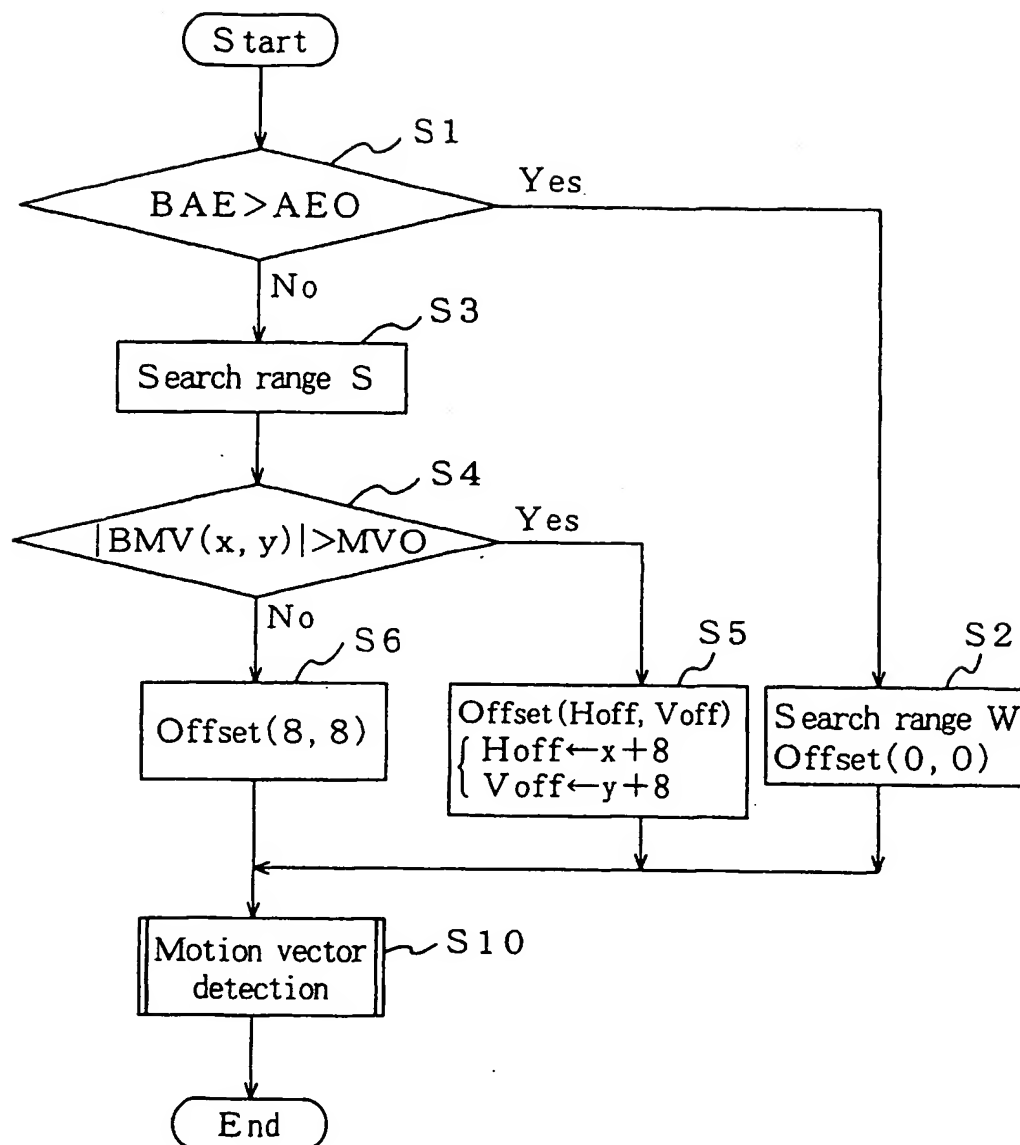 Start
S1
BAE>AEO
Yes
No
S3
Search range S
S4
|BMV(x, y)|>MVO
Yes
No
S6
Offset(8, 8)
S5
Offset(Hoff, Voff)
{ Hoff←x+8
Voff←y+8
S2
Search range W
Offset(0, 0)
Motion vector
detection
S10
End